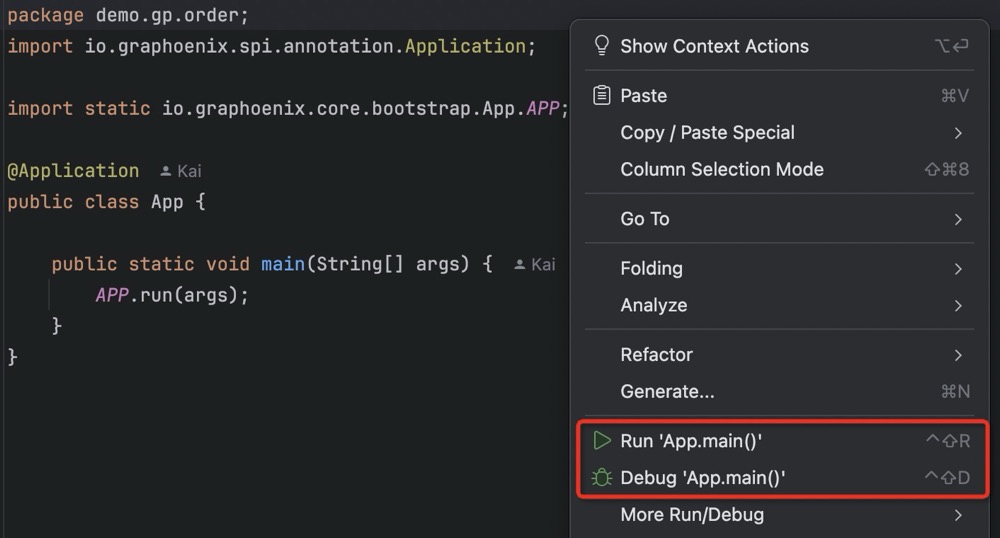 package demo.gp.order;
import io.graphoenix.spi.annotation.Application;
import static io.graphoenix.core.bootstrap.App.APP;
@Application Kai
public class App {
public static void main(String[] args) { Kai
APP.run(args);
}
}
Show Context Actions ⌥⏎
Paste ⌘V
Copy / Paste Special >
Column Selection Mode ⇧⌘8
Go To >
Folding >
Analyze >
Refactor >
Generate... ⌘N
Run 'App.main()' ^⇧R
Debug 'App.main()' ^⇧D
More Run/Debug >